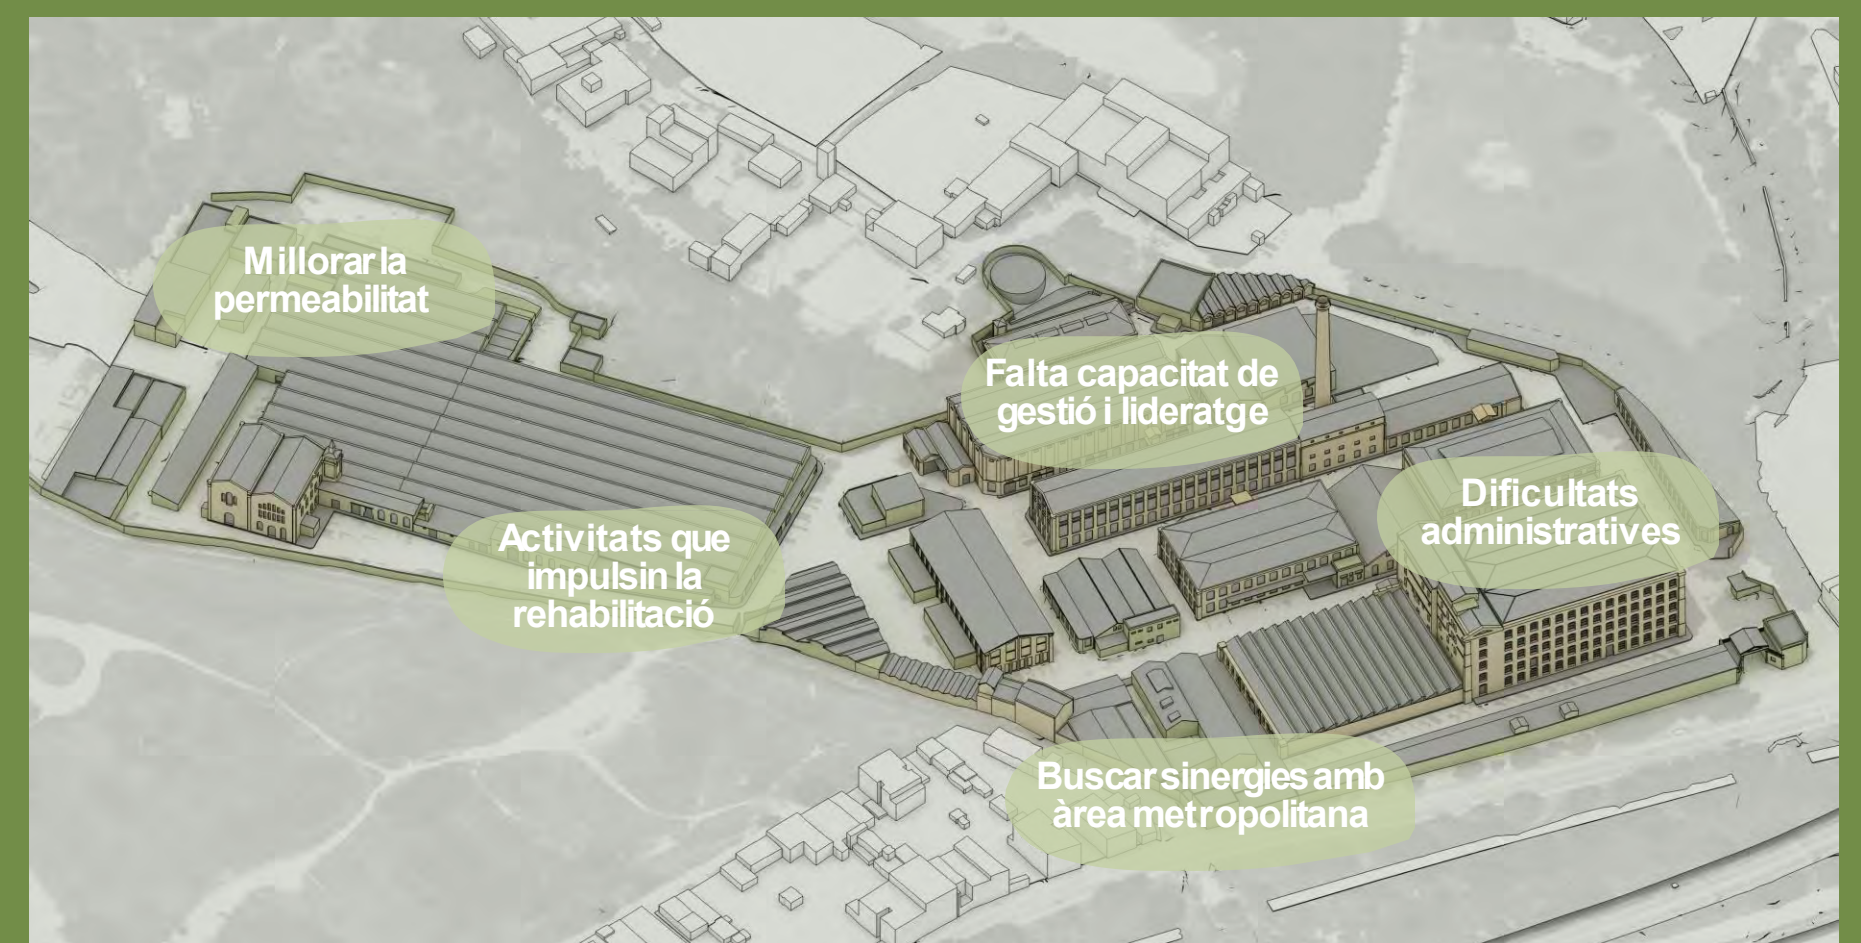 Millorar la
permeabilitat
Falta capacitat de
gestió i lideratge
Dificultats
administratives
Activitats que
impulsin la
rehabilitació
Buscar sinergies amb
àrea metropolitana